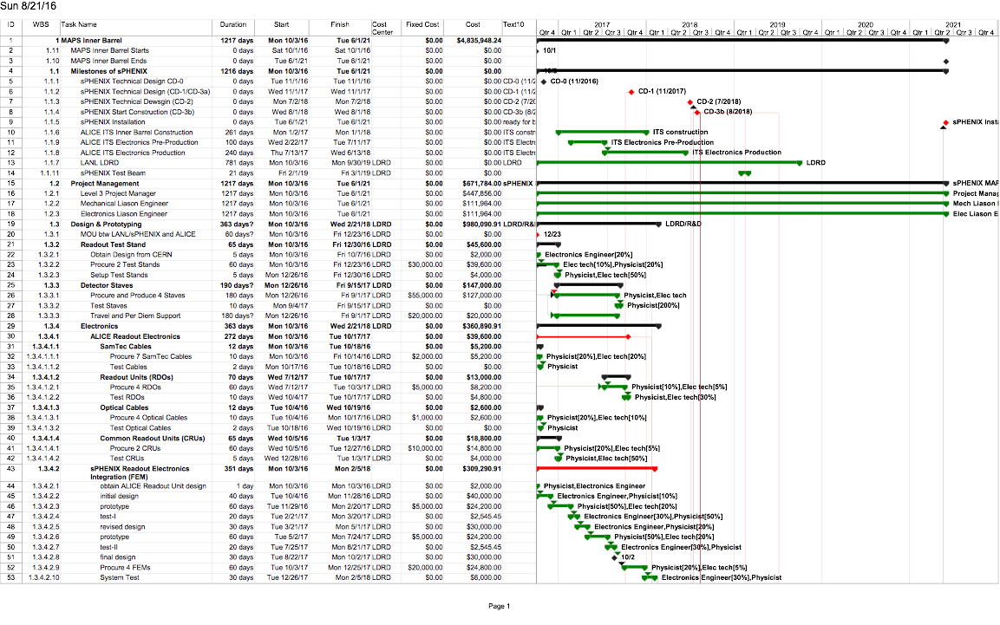 Sun 8/21/16
ID WBS Task Name Duration Start Finish Cost Center Fixed Cost Cost Text10 2017 2018 2019 2020 2021
Qtr 4 Qtr 1 Qtr 2 Qtr 3 Qtr 4 Qtr 1 Qtr 2 Qtr 3 Qtr 4 Qtr 1 Qtr 2 Qtr 3 Qtr 4 Qtr 1 Qtr 2 Qtr 3 Qtr 4 Qtr 1 Qtr 2 Qtr 3 Qtr 4
1 1 MAPS Inner Barrel 1217 days Mon 10/3/16 Tue 6/1/21 $0.00 $4,835,948.24
2 1.11 MAPS Inner Barrel Starts 0 days Sat 10/1/16 Sat 10/1/16 $0.00 $0.00 10/1
3 1.10 MAPS Inner Barrel Ends 0 days Tue 6/1/21 Tue 6/1/21 $0.00 $0.00
4 1.1 Milestones of sPHENIX 1216 days Mon 10/3/16 Tue 6/1/21 $0.00 $0.00
5 1.1.1 sPHENIX Technical Design CD-0 0 days Tue 11/1/16 Tue 11/1/16 $0.00 $0.00 CD-0 (11/2 CD-0 (11/2016)
6 1.1.2 sPHENIX Technical Design (CD-1/CD-3a) 0 days Wed 11/1/17 Wed 11/1/17 $0.00 $0.00 CD-1 (11/2 CD-1 (11/2017)
7 1.1.3 sPHENIX Technical Dewsgin (CD-2) 0 days Mon 7/2/18 Mon 7/2/18 $0.00 $0.00 CD-2 (7/20 CD-2 (7/2018)
8 1.1.4 sPHENIX Start Construction (CD-3b) 0 days Wed 8/1/18 Wed 8/1/18 $0.00 $0.00 CD-3b (8/2 CD-3b (8/2018)
9 1.1.5 sPHENIX Installation 0 days Tue 6/1/21 Tue 6/1/21 $0.00 $0.00 ready for b sPHENIX Insta
10 1.1.6 ALICE ITS Inner Barrel Construction 261 days Mon 1/2/17 Mon 1/1/18 $0.00 $0.00 ITS constr ITS construction
11 1.1.9 ALICE ITS Electronics Pre-Production 100 days Wed 2/22/17 Tue 7/11/17 $0.00 $0.00 ITS Electr ITS Electronics Pre-Production
12 1.1.8 ALICE ITS Electronics Production 240 days Thu 7/13/17 Wed 6/13/18 $0.00 $0.00 ITS Electr ITS Electronics Production
13 1.1.7 LANL LDRD 781 days Mon 10/3/16 Mon 9/30/19 LDRD $0.00 $0.00 LDRD LDRD
14 1.1.11 sPHENIX Test Beam 21 days Fri 2/1/19 Fri 3/1/19 LDRD $0.00 $0.00
15 1.2 Project Management 1217 days Mon 10/3/16 Tue 6/1/21 $0.00 $671,784.00 sPHENIX sPHENIX MAP
16 1.2.1 Level 3 Project Manager 1217 days Mon 10/3/16 Tue 6/1/21 $0.00 $447,856.00 Project Manag
17 1.2.2 Mechanical Liason Engineer 1217 days Mon 10/3/16 Tue 6/1/21 $0.00 $111,964.00 Mech Liason
18 1.2.3 Electronics Liason Engineer 1217 days Mon 10/3/16 Tue 6/1/21 $0.00 $111,964.00 Elec Liason E
19 1.3 Design & Prototyping 363 days? Mon 10/3/16 Wed 2/21/18 LDRD $0.00 $980,090.91 LDRD/R& LDRD/R&D
20 1.3.1 MOU btw LANL/sPHENIX and ALICE 60 days? Mon 10/3/16 Fri 12/23/16 LDRD $0.00 $0.00 12/23
21 1.3.2 Readout Test Stand 65 days Mon 10/3/16 Fri 12/30/16 LDRD $0.00 $45,600.00
22 1.3.2.1 Obtain Design from CERN 5 days Mon 10/3/16 Fri 10/7/16 LDRD $0.00 $2,000.00 Electronics Engineer[20%]
23 1.3.2.2 Procure 2 Test Stands 60 days Mon 10/3/16 Fri 12/23/16 LDRD $30,000.00 $39,600.00 Elec tech[10%],Physicist[20%]
24 1.3.2.3 Setup Test Stands 5 days Mon 12/26/16 Fri 12/30/16 LDRD $0.00 $4,000.00 Physicist,Elec tech[50%]
25 1.3.3 Detector Staves 190 days? Mon 12/26/16 Fri 9/15/17 LDRD $0.00 $147,000.00
26 1.3.3.1 Procure and Produce 4 Staves 180 days Mon 12/26/16 Fri 9/1/17 LDRD $55,000.00 $127,000.00 Physicist,Elec tech
27 1.3.3.2 Test Staves 10 days Mon 9/4/17 Fri 9/15/17 LDRD $0.00 $0.00 Physicist[200%]
28 1.3.3.3 Travel and Per Diem Support 180 days? Mon 12/26/16 Fri 9/1/17 LDRD $20,000.00 $20,000.00
29 1.3.4 Electronics 363 days Mon 10/3/16 Wed 2/21/18 LDRD $0.00 $360,890.91
30 1.3.4.1 ALICE Readout Electronics 272 days Mon 10/3/16 Tue 10/17/17 $0.00 $39,600.00
31 1.3.4.1.1 SamTec Cables 12 days Mon 10/3/16 Tue 10/18/16 $0.00 $5,200.00
32 1.3.4.1.1.1 Procure 7 SamTec Cables 10 days Mon 10/3/16 Fri 10/14/16 LDRD $2,000.00 $5,200.00 Physicist[20%],Elec tech[20%]
33 1.3.4.1.1.2 Test Cables 2 days Mon 10/17/16 Tue 10/18/16 LDRD $0.00 $0.00 Physicist
34 1.3.4.1.2 Readout Units (RDOs) 70 days Wed 7/12/17 Tue 10/17/17 $0.00 $13,000.00
35 1.3.4.1.2.1 Procure 4 RDOs 60 days Wed 7/12/17 Tue 10/3/17 LDRD $5,000.00 $8,200.00 Physicist[10%],Elec tech[5%]
36 1.3.4.1.2.2 Test RDOs 10 days Wed 10/4/17 Tue 10/17/17 LDRD $0.00 $4,800.00 Physicist,Elec tech[30%]
37 1.3.4.1.3 Optical Cables 12 days Tue 10/4/16 Wed 10/19/16 $0.00 $2,600.00
38 1.3.4.1.3.1 Procure 4 Optical Cables 10 days Tue 10/4/16 Mon 10/17/16 LDRD $1,000.00 $2,600.00 Physicist[20%],Elec tech[10%]
39 1.3.4.1.3.2 Test Optical Cables 2 days Tue 10/18/16 Wed 10/19/16 LDRD $0.00 $0.00 Physicist
40 1.3.4.1.4 Common Readout Units (CRUs) 65 days Wed 10/5/16 Tue 1/3/17 $0.00 $18,800.00
41 1.3.4.1.4.1 Procure 2 CRUs 60 days Wed 10/5/16 Tue 12/27/16 LDRD $10,000.00 $14,800.00 Physicist[20%],Elec tech[5%]
42 1.3.4.1.4.2 Test CRUs 5 days Wed 12/28/16 Tue 1/3/17 LDRD $0.00 $4,000.00 Physicist,Elec tech[50%]
43 1.3.4.2 sPHENIX Readout Electronics 351 days Mon 10/3/16 Mon 2/5/18 $0.00 $309,290.91
Integration (FEM)
44 1.3.4.2.1 obtain ALICE Readout Unit design 1 day Mon 10/3/16 Mon 10/3/16 LDRD $0.00 $2,000.00 Physicist,Electronics Engineer
45 1.3.4.2.2 initial design 40 days Tue 10/4/16 Mon 11/28/16 LDRD $0.00 $40,000.00 Electronics Engineer,Physicist[10%]
46 1.3.4.2.3 prototype 60 days Tue 11/29/16 Mon 2/20/17 LDRD $5,000.00 $24,200.00 Physicist[50%],Elec tech[20%]
47 1.3.4.2.4 test-I 20 days Tue 2/21/17 Mon 3/20/17 LDRD $0.00 $2,545.45 Electronics Engineer[30%],Physicist[50%]
48 1.3.4.2.5 revised design 30 days Tue 3/21/17 Mon 5/1/17 LDRD $0.00 $30,000.00 Electronics Engineer,Physicist[20%]
49 1.3.4.2.6 prototype 60 days Tue 5/2/17 Mon 7/24/17 LDRD $5,000.00 $24,200.00 Physicist[50%],Elec tech[20%]
50 1.3.4.2.7 test-II 20 days Tue 7/25/17 Mon 8/21/17 LDRD $0.00 $2,545.45 Electronics Engineer[30%],Physicist
51 1.3.4.2.8 final design 30 days Tue 8/22/17 Mon 10/2/17 LDRD $0.00 $30,000.00 10/2
52 1.3.4.2.9 Procure 4 FEMs 60 days Tue 10/3/17 Mon 12/25/17 LDRD $20,000.00 $24,800.00 Physicist[20%],Elec tech[5%]
53 1.3.4.2.10 System Test 30 days Tue 12/26/17 Mon 2/5/18 LDRD $0.00 $6,000.00 Electronics Engineer[30%],Physicist
Page 1